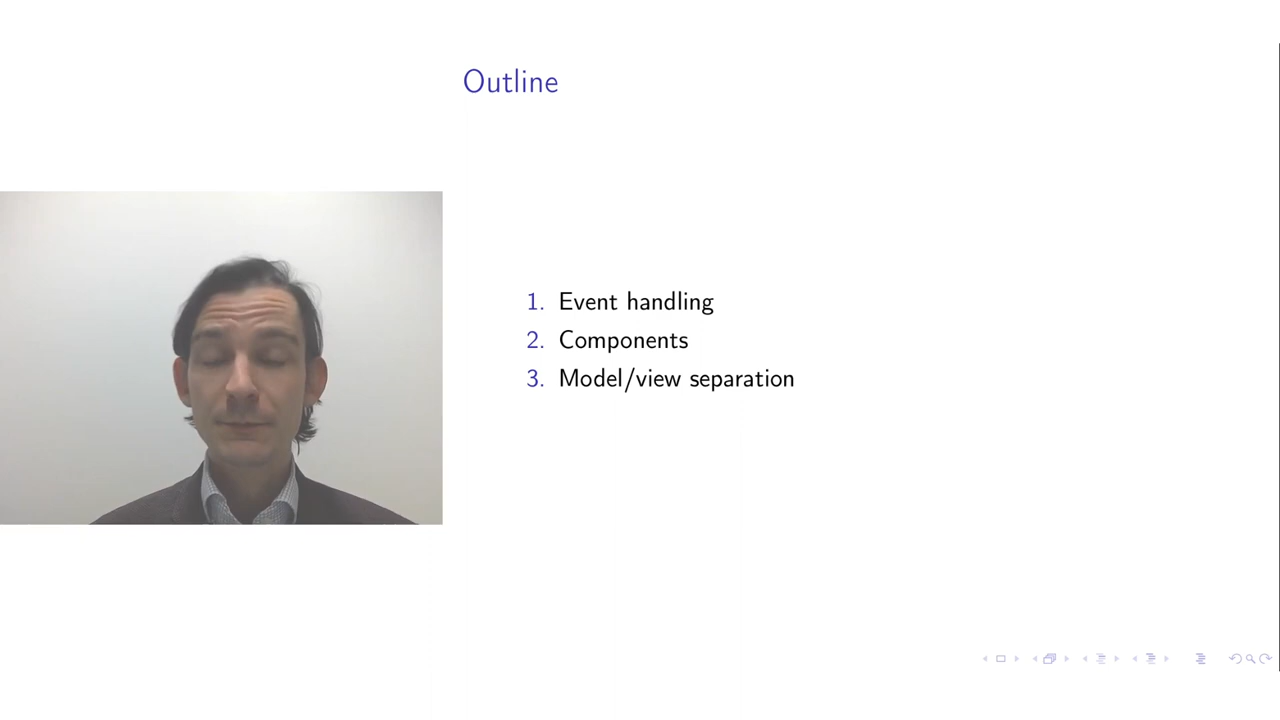 Outline
1. Event handling
2. Components
3. Model/view separation